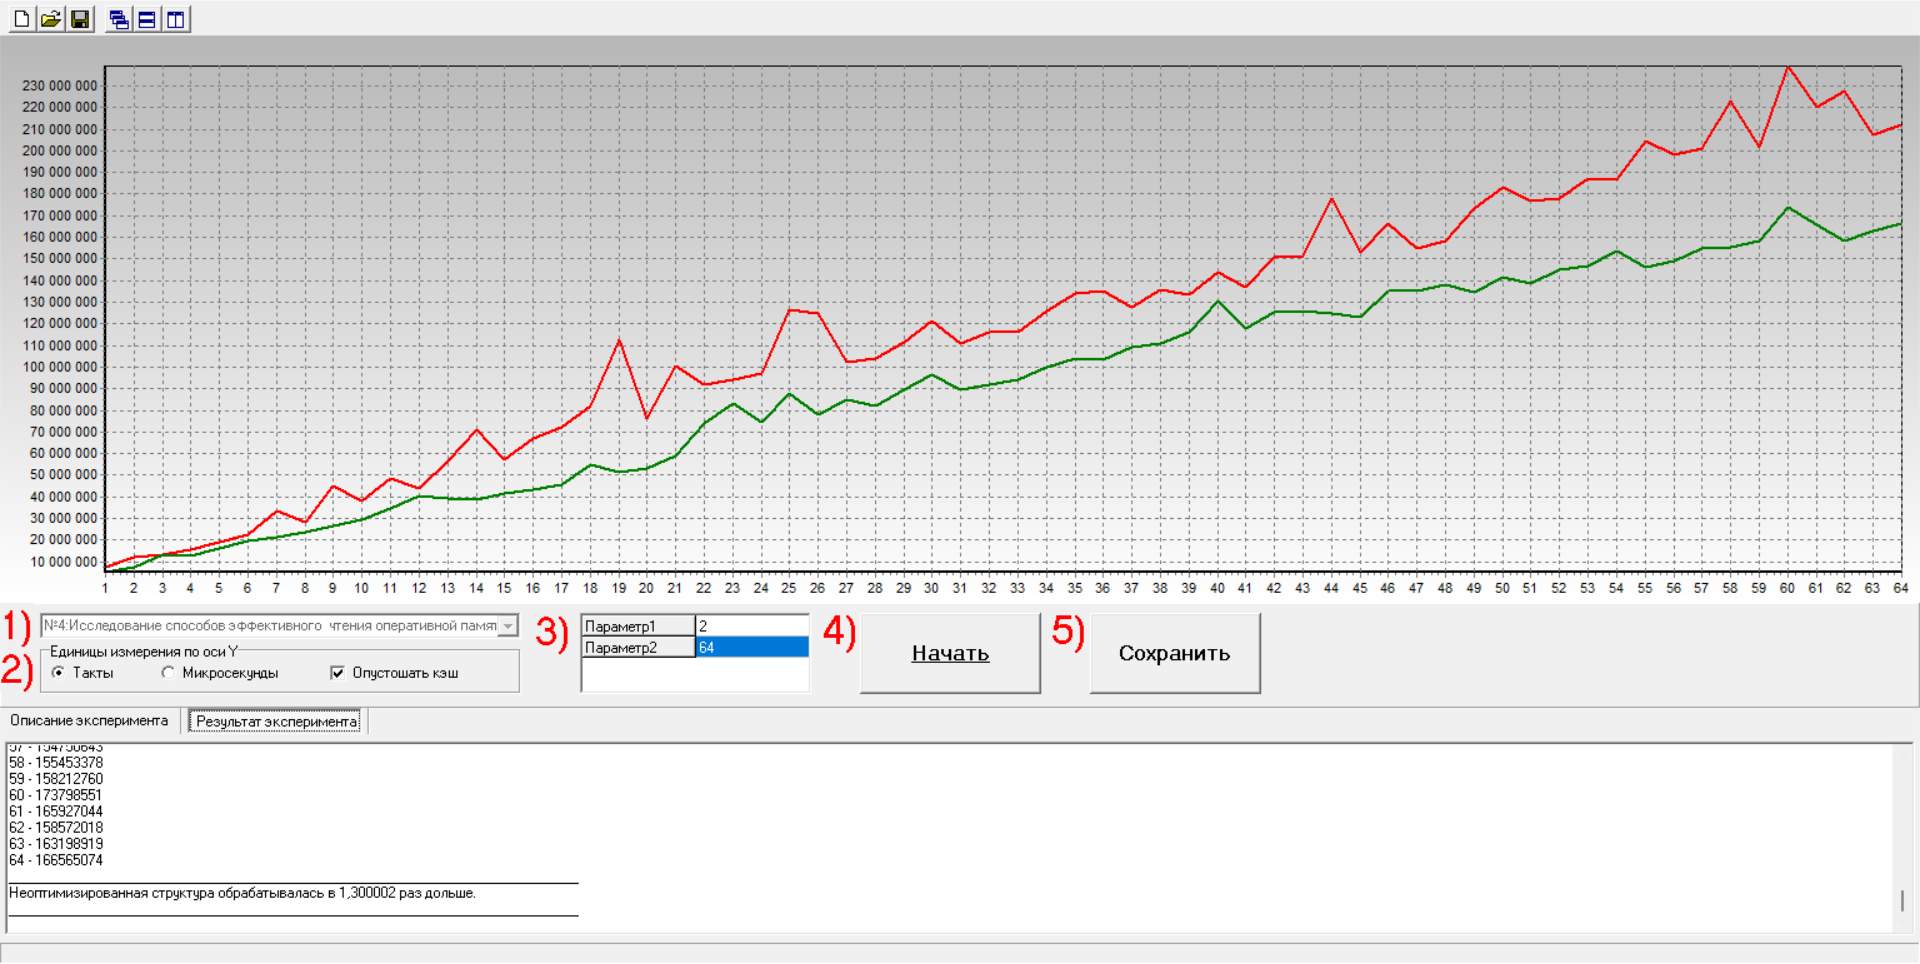 230 000 000
220 000 000
210 000 000
200 000 000
190 000 000
180 000 000
170 000 000
160 000 000
150 000 000
140 000 000
130 000 000
120 000 000
110 000 000
100 000 000
90 000 000
80 000 000
70 000 000
60 000 000
50 000 000
40 000 000
30 000 000
20 000 000
10 000 000
1 2 3 4 5 6 7 8 9 10 11 12 13 14 15 16 17 18 19 20 21 22 23 24 25 26 27 28 29 30 31 32 33 34 35 36 37 38 39 40 41 42 43 44 45 46 47 48 49 50 51 52 53 54 55 56 57 58 59 60 61 62 63 64
1) №4:Исследование способов эффективного чтения оперативной памят
2) Единицы измерения по оси Y
Такты Микросекунды Опустошать кэш
3) Параметр1 2
Параметр2 64
4) Начать
5) Сохранить
Описание эксперимента Результат эксперимента
57 - 154750643
58 - 155453378
59 - 158212760
60 - 173798551
61 - 165927044
62 - 158572018
63 - 163198919
64 - 166565074
Неоптимизированная структура обрабатывалась в 1,300002 раз дольше.